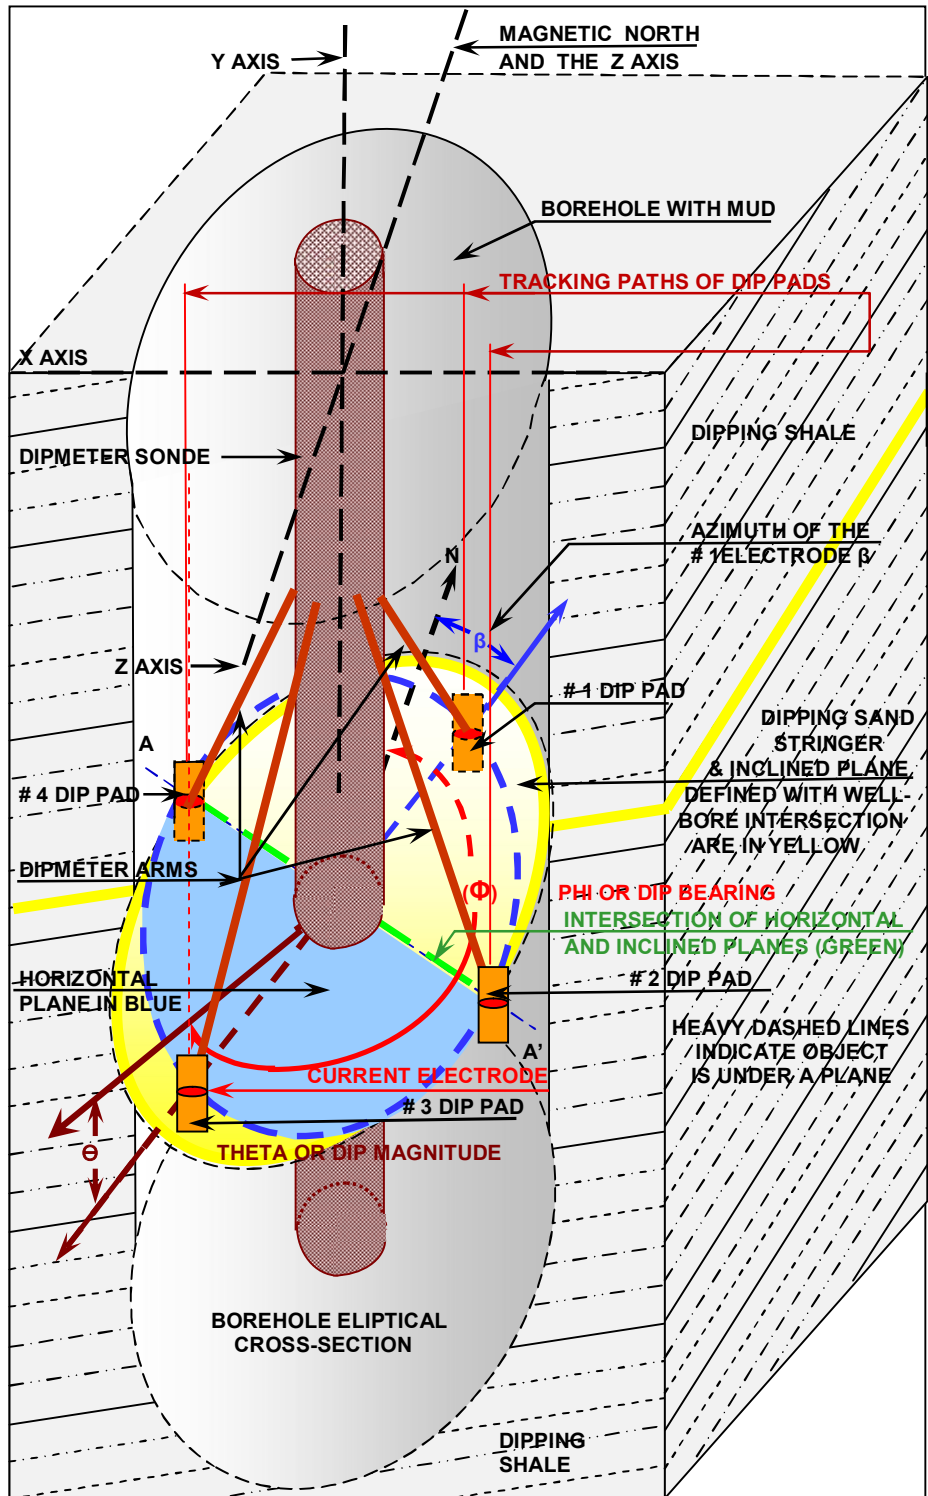 MAGNETIC NORTH
AND THE Z AXIS
Y AXIS
BOREHOLE WITH MUD
TRACKING PATHS OF DIP PADS
X AXIS
DIPPING SHALE
DIPMETER SONDE
AZIMUTH OF THE
# 1ELECTRODE β
N
β
Z AXIS
# 1 DIP PAD
DIPPING SAND
STRINGER
& INCLINED PLANE
DEFINED WITH WELL-
BORE INTERSECTION
ARE IN YELLOW
A
# 4 DIP PAD
DIPMETER ARMS
(Φ)
PHI OR DIP BEARING
INTERSECTION OF HORIZONTAL
AND INCLINED PLANES (GREEN)
HORIZONTAL
PLANE IN BLUE
# 2 DIP PAD
HEAVY DASHED LINES
INDICATE OBJECT
IS UNDER A PLANE
A’
CURRENT ELECTRODE
# 3 DIP PAD
Θ
THETA OR DIP MAGNITUDE
BOREHOLE ELIPTICAL
CROSS-SECTION
DIPPING
SHALE